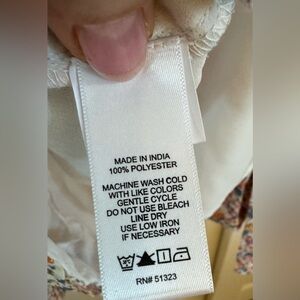 MADE IN INDIA
100% POLYESTER
MACHINE WASH COLD
WITH LIKE COLORS
GENTLE CYCLE
DO NOT USE BLEACH
LINE DRY
USE LOW IRON
IF NECESSARY
RN# 51323